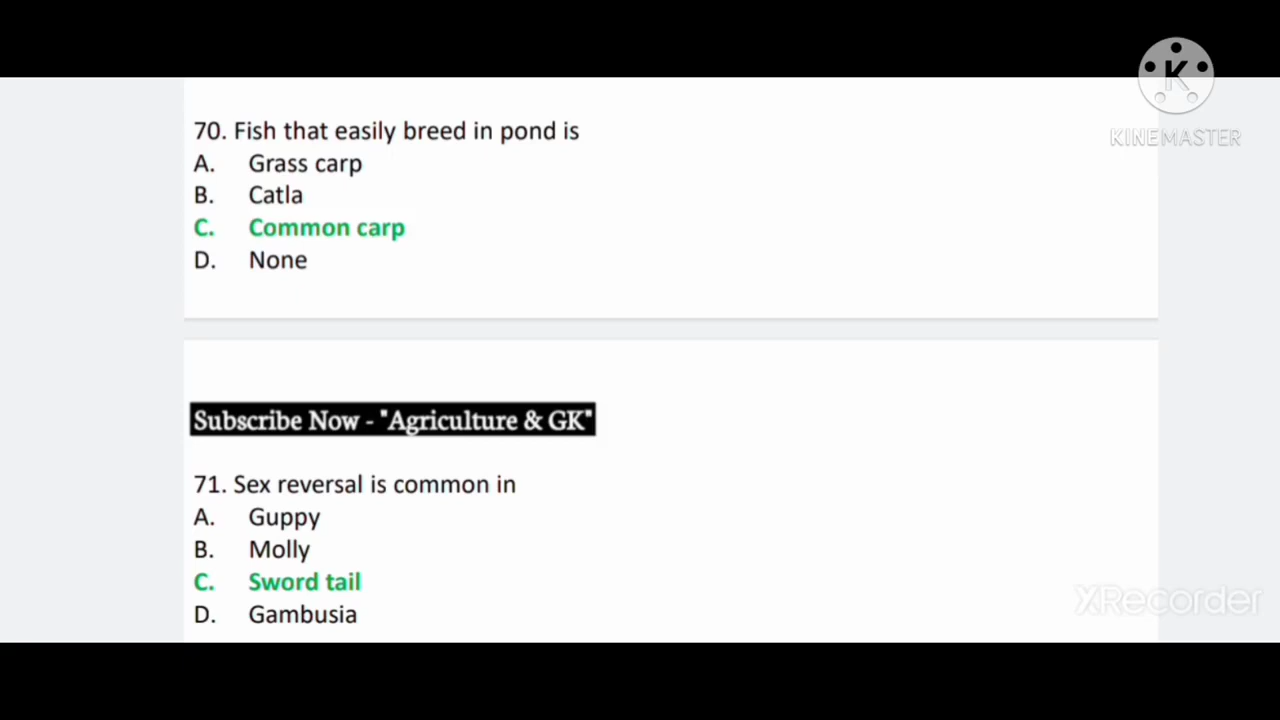 K
KINEMASTER
70. Fish that easily breed in pond is
A. Grass carp
B. Catla
C. Common carp
D. None
Subscribe Now - "Agriculture & GK"
71. Sex reversal is common in
A. Guppy
B. Molly
C. Sword tail
D. Gambusia
XRecorder